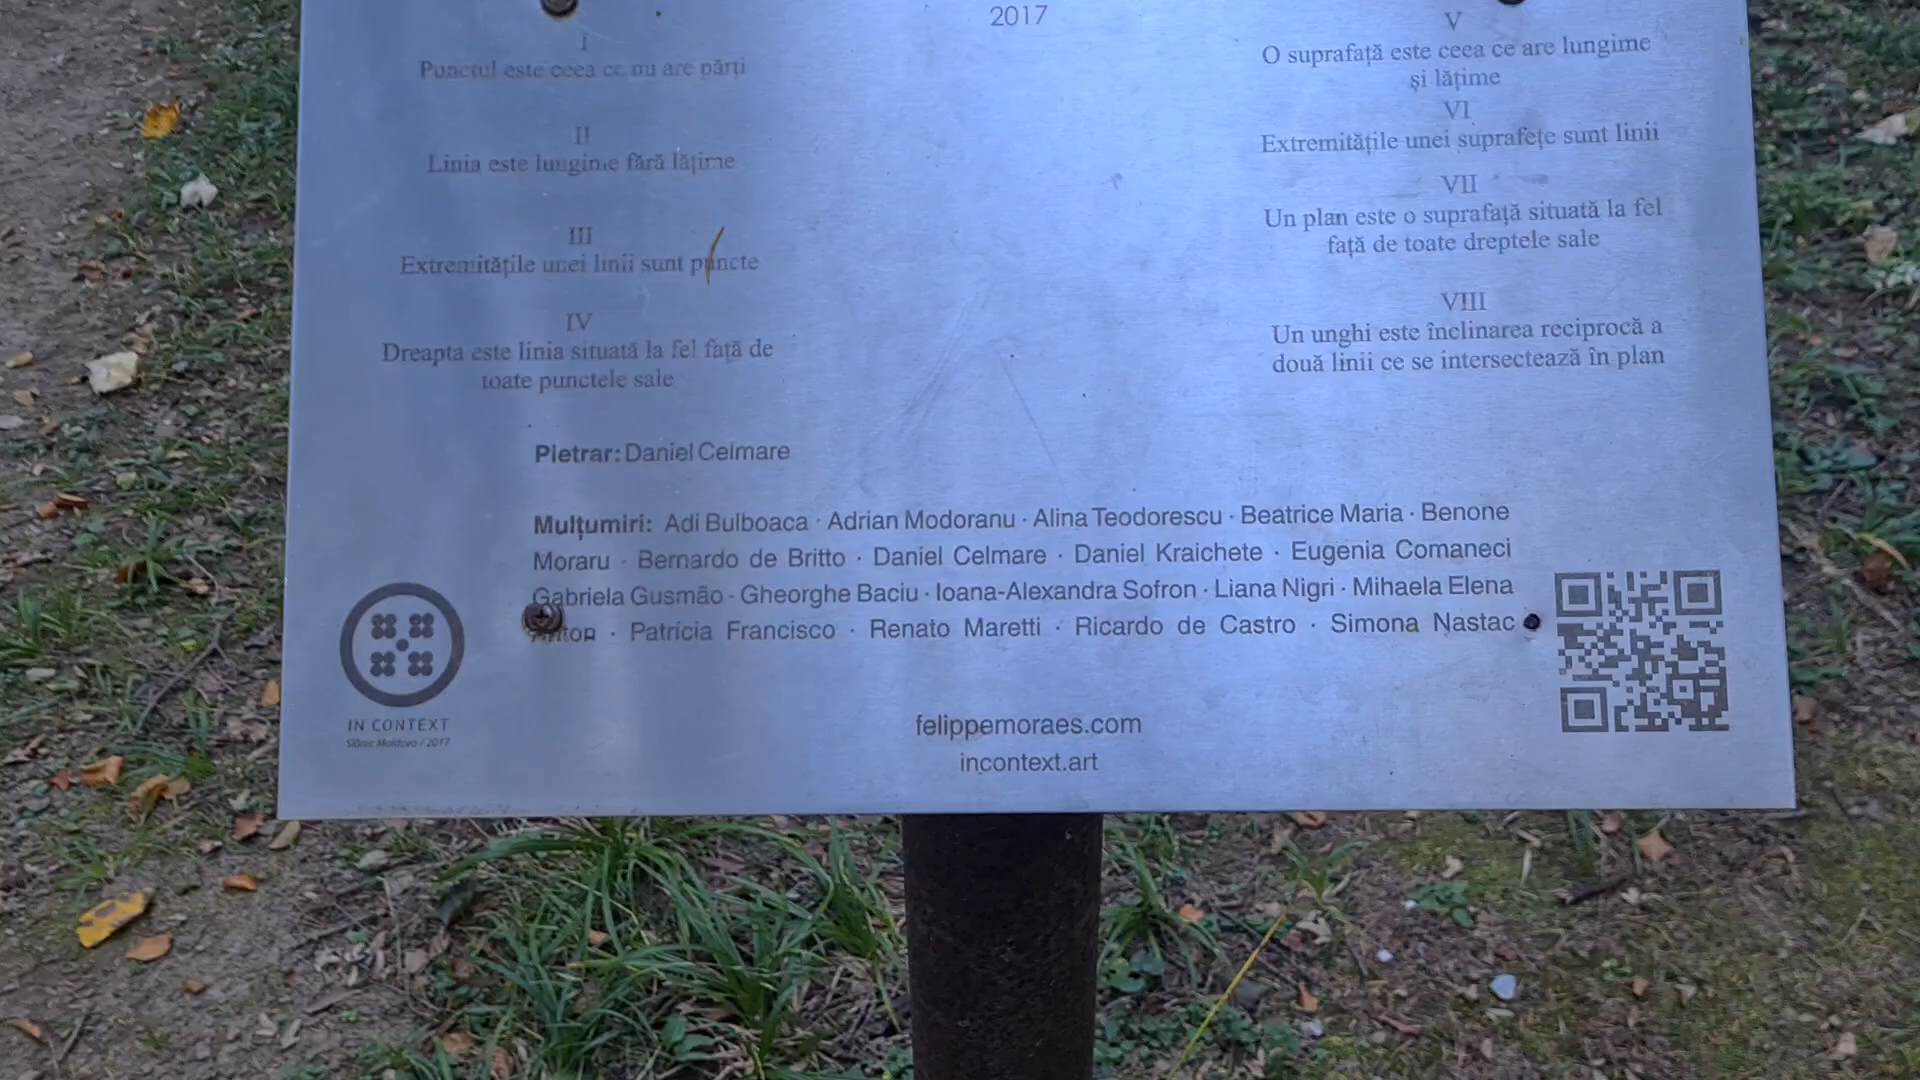 2017
I
Punctul este ceea ce nu are părți
II
Linia este lungime fără lățime
III
Extremitățile unei linii sunt puncte
IV
Dreapta este linia situată la fel față de
toate punctele sale
V
O suprafață este ceea ce are lungime
și lățime
VI
Extremitățile unei suprafețe sunt linii
VII
Un plan este o suprafață situată la fel
față de toate dreptele sale
VIII
Un unghi este înclinarea reciprocă a
două linii ce se intersectează în plan
Pietrar: Daniel Celmare
Mulțumiri: Adi Bulboaca · Adrian Modoranu · Alina Teodorescu · Beatrice Maria · Benone
Moraru · Bernardo de Britto · Daniel Celmare · Daniel Kraichete · Eugenia Comaneci
Gabriela Gusmão · Gheorghe Baciu · Ioana-Alexandra Sofron · Liana Nigri · Mihaela Elena
Anton · Patrícia Francisco · Renato Maretti · Ricardo de Castro · Simona Nastac
IN CONTEXT
Slănic Moldova / 2017
felippemoraes.com
incontext.art